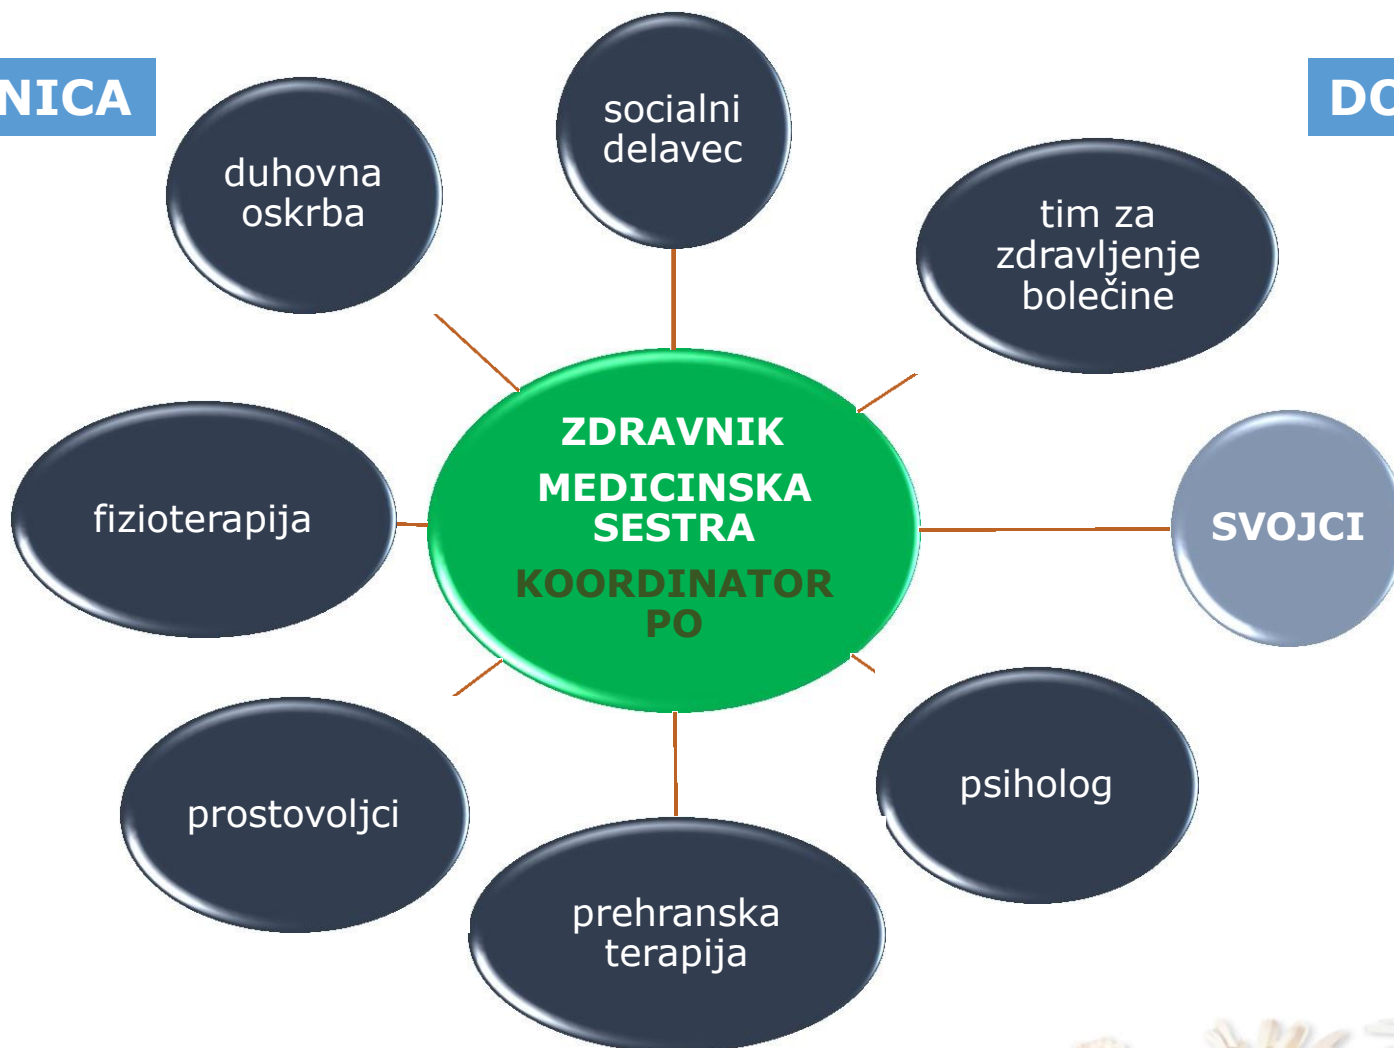 NICA
DO
socialni
delavec
duhovna
oskrba
tim za
zdravljenje
bolečine
ZDRAVNIK
MEDICINSKA
SESTRA
KOORDINATOR
PO
fizioterapija
SVOJCI
prostovoljci
psiholog
prehranska
terapija